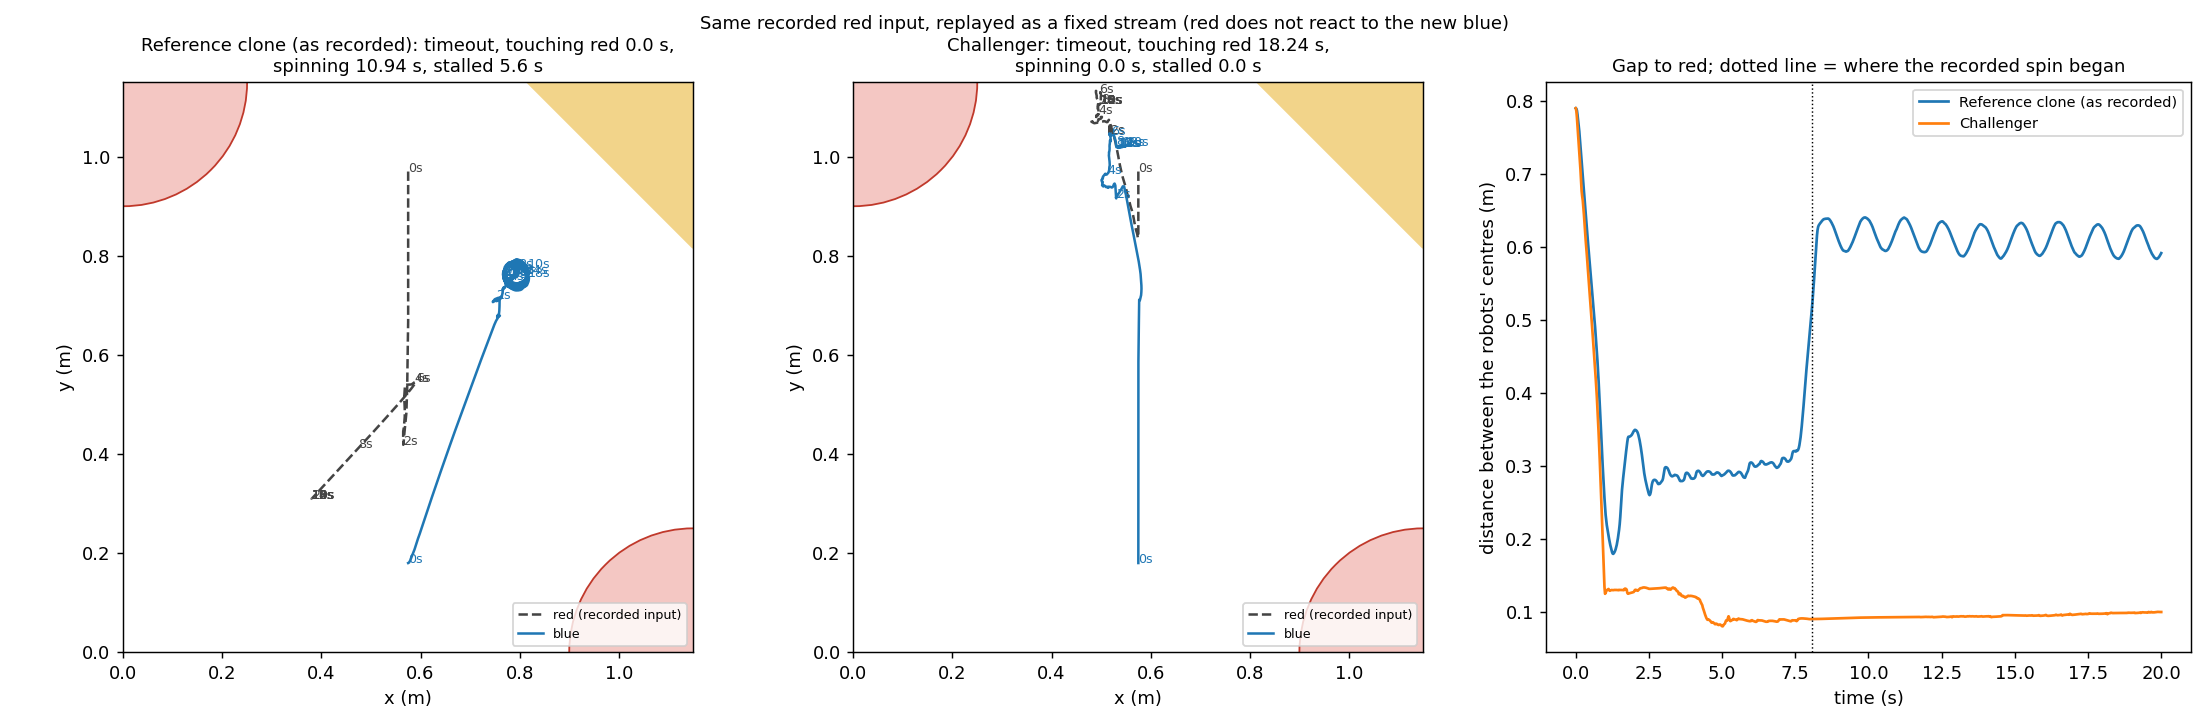 Same recorded red input, replayed as a fixed stream (red does not react to the new blue)
Reference clone (as recorded): timeout, touching red 0.0 s,
spinning 10.94 s, stalled 5.6 s
y (m)
1.0
0.8
0.6
0.4
0.2
0.0
0s
2s
6s
8s
0s
2s
10s
18s
red (recorded input)
blue
0.0
0.2
0.4
0.6
0.8
1.0
x (m)
Challenger: timeout, touching red 18.24 s,
spinning 0.0 s, stalled 0.0 s
y (m)
1.0
0.8
0.6
0.4
0.2
0.0
6s
4s
0s
4s
2s
0s
red (recorded input)
blue
0.0
0.2
0.4
0.6
0.8
1.0
x (m)
Gap to red; dotted line = where the recorded spin began
distance between the robots' centres (m)
0.8
0.7
0.6
0.5
0.4
0.3
0.2
0.1
Reference clone (as recorded)
Challenger
0.0
2.5
5.0
7.5
10.0
12.5
15.0
17.5
20.0
time (s)